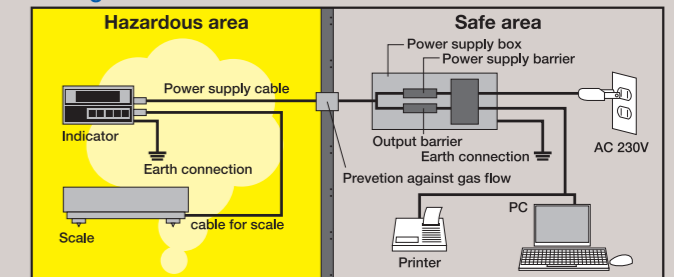 Hazardous area
Safe area
Power supply box
Power supply barrier
Power supply cable
Indicator
Output barrier
Earth connection
AC 230V
Earth connection
Prevetion against gas flow
PC
cable for scale
Scale
Printer